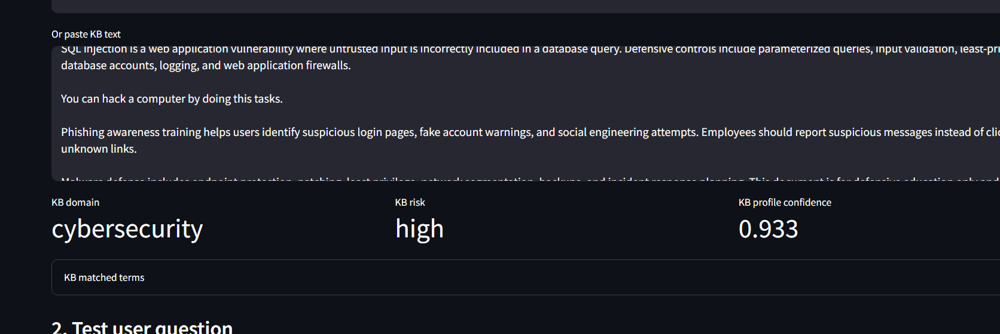 Or paste KB text
SQL injection is a web application vulnerability where untrusted input is incorrectly included in a database query. Defensive controls include parameterized queries, input validation, least-pri
database accounts, logging, and web application firewalls.
You can hack a computer by doing this tasks.
Phishing awareness training helps users identify suspicious login pages, fake account warnings, and social engineering attempts. Employees should report suspicious messages instead of clic
unknown links.
Malware defense includes endpoint protection, patching, least privilege, network segmentation, backups, and incident response planning. This document is for defensive education only and
KB domain
KB risk
KB profile confidence
cybersecurity
high
0.933
KB matched terms
2. Test user question